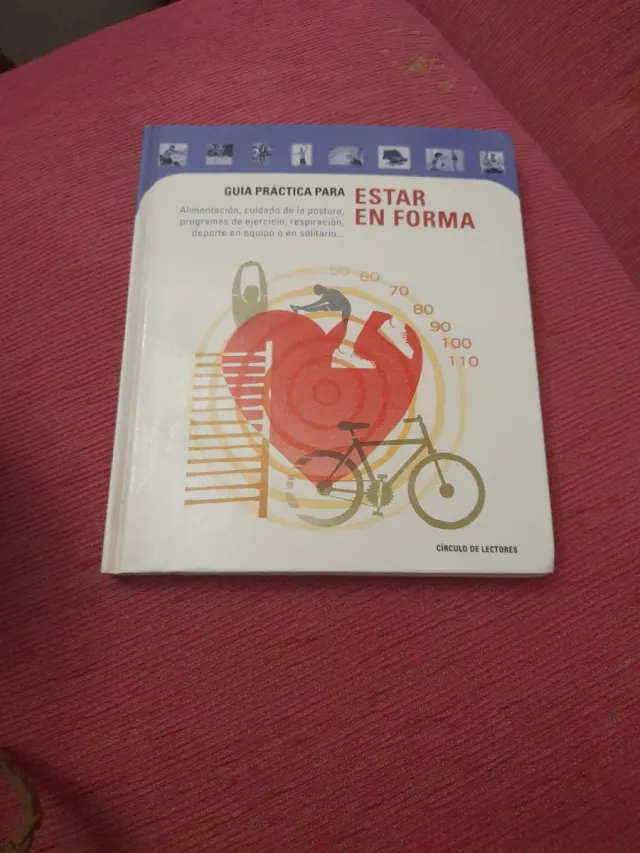 GUÍA PRÁCTICA PARA
ESTAR
EN FORMA
Alimentación, cuidado de la postura,
programas de ejercicio, respiración,
deporte en equipo o en solitario...
50 60
70
80
90
100
110
CÍRCULO DE LECTORES